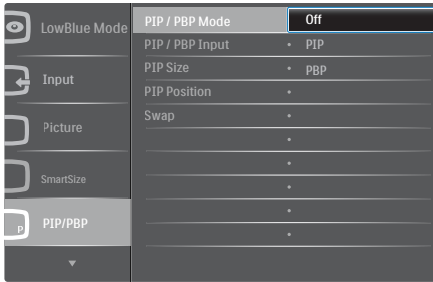 LowBlue Mode
Input
Picture
SmartSize
P
PIP/PBP
PIP / PBP Mode
PIP / PBP Input
PIP Size
PIP Position
Swap
Off
PIP
PBP